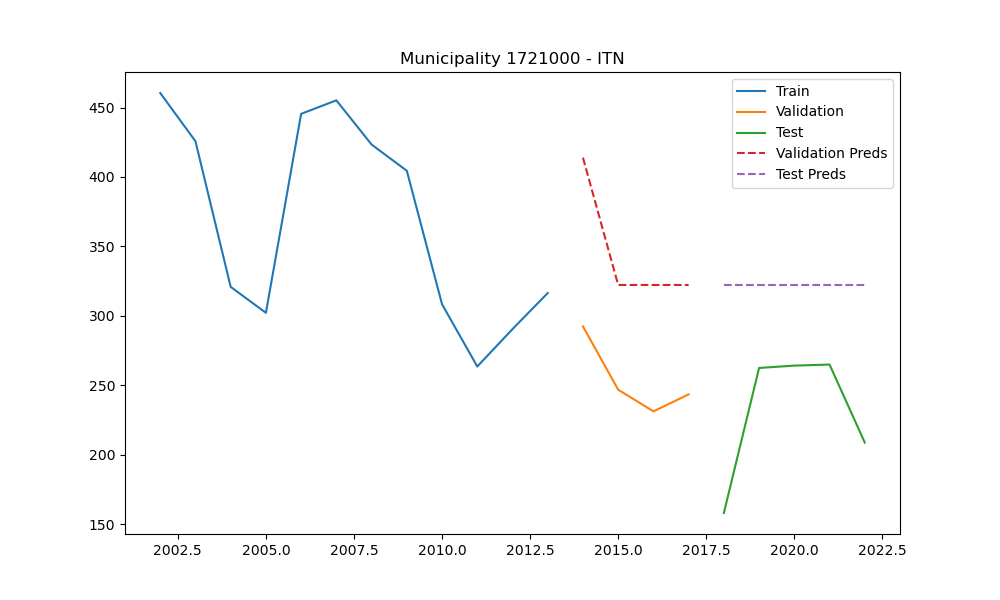 Municipality 1721000 - ITN
Train
Validation
Test
Validation Preds
Test Preds
450
400
350
300
250
200
150
2002.5 2005.0 2007.5 2010.0 2012.5 2015.0 2017.5 2020.0 2022.5